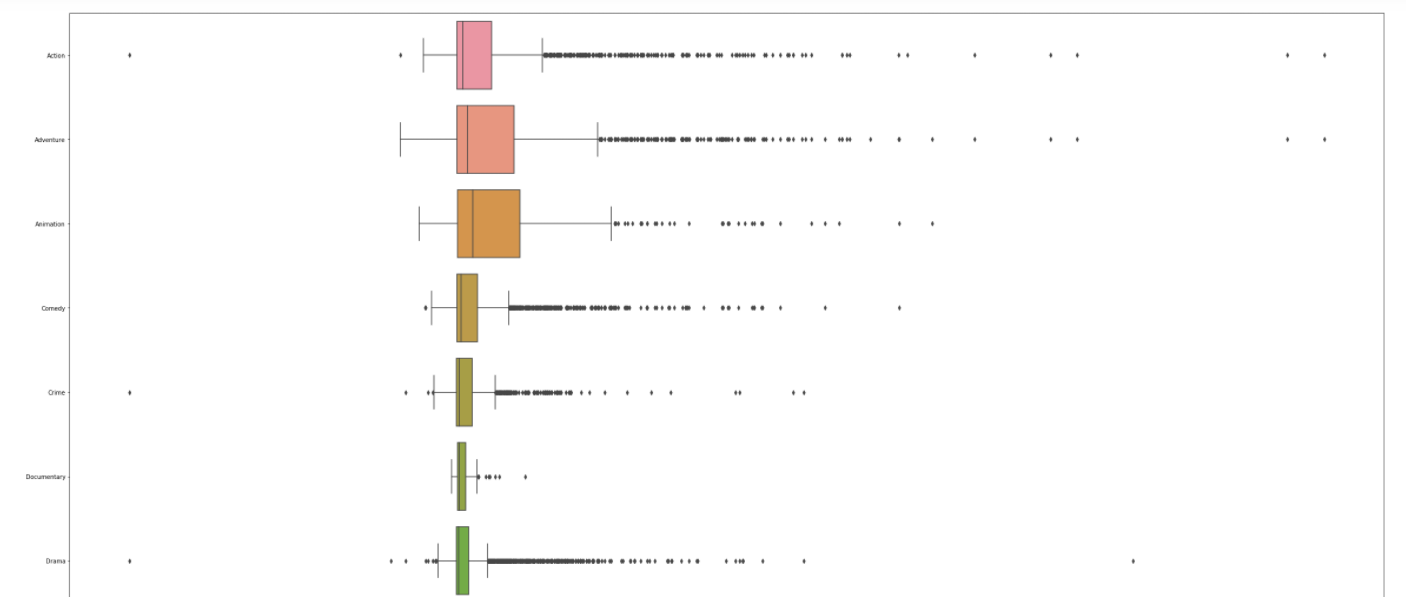 Action
Adventure
Animation
Comedy
Crime
Documentary
Drama